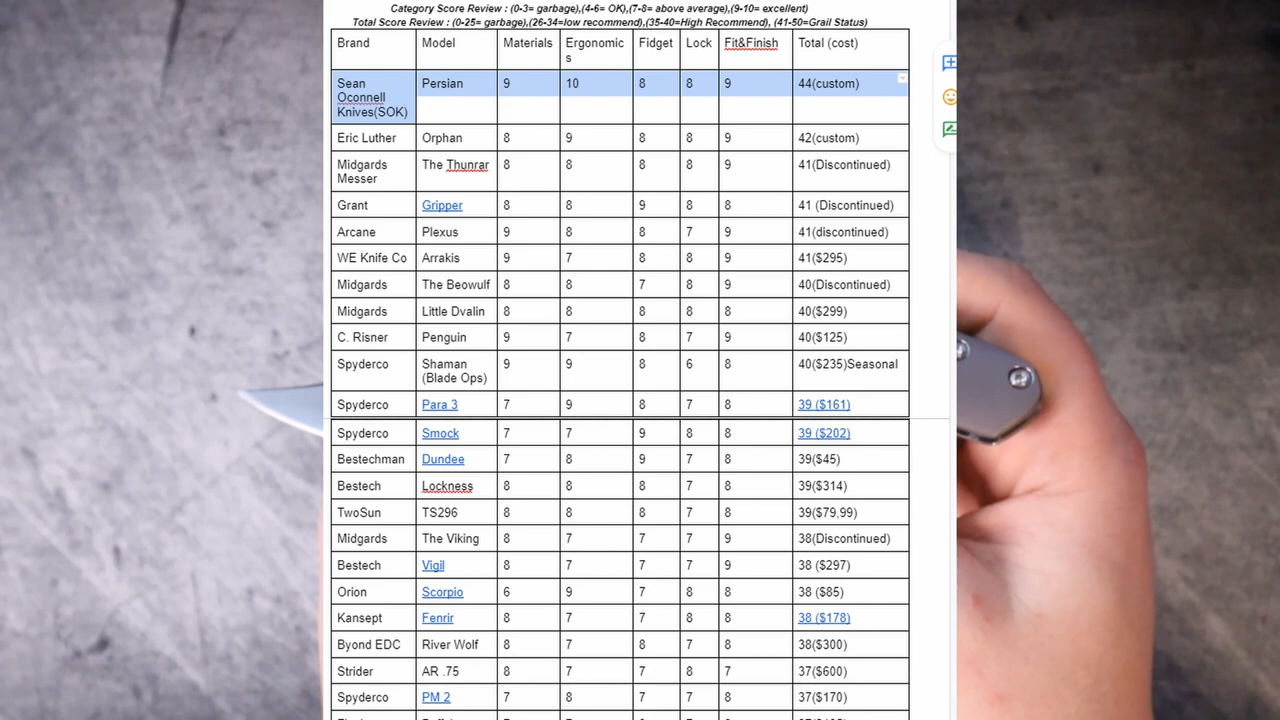 Category Score Review : (0-3= garbage),(4-6= OK),(7-8= above average),(9-10= excellent)
Total Score Review : (0-25= garbage),(26-34=low recommend),(35-40=High Recommend), (41-50=Grail Status)
Brand Model Materials Ergonomics Fidget Lock Fit&Finish Total (cost)
Sean Oconnell Knives(SOK) Persian 9 10 8 8 9 44(custom)
Eric Luther Orphan 8 9 8 8 9 42(custom)
Midgards Messer The Thunrar 8 8 8 8 9 41(Discontinued)
Grant Gripper 8 8 9 8 8 41 (Discontinued)
Arcane Plexus 9 8 8 7 9 41(discontinued)
WE Knife Co Arrakis 9 7 8 8 9 41($295)
Midgards The Beowulf 8 8 7 8 9 40(Discontinued)
Midgards Little Dvalin 8 8 8 8 8 40($299)
C. Risner Penguin 9 7 8 7 9 40($125)
Spyderco Shaman (Blade Ops) 9 9 8 6 8 40($235)Seasonal
Spyderco Para 3 7 9 8 7 8 39 ($161)
Spyderco Smock 7 7 9 8 8 39 ($202)
Bestechman Dundee 7 8 9 7 8 39($45)
Bestech Lockness 8 8 8 7 8 39($314)
TwoSun TS296 8 8 8 7 8 39($79,99)
Midgards The Viking 8 7 7 7 9 38(Discontinued)
Bestech Vigil 8 7 7 7 9 38 ($297)
Orion Scorpio 6 9 7 8 8 38 ($85)
Kansept Fenrir 8 7 7 8 8 38 ($178)
Byond EDC River Wolf 8 7 8 7 8 38($300)
Strider AR .75 8 7 7 8 7 37($600)
Spyderco PM 2 7 8 7 7 8 37($170)